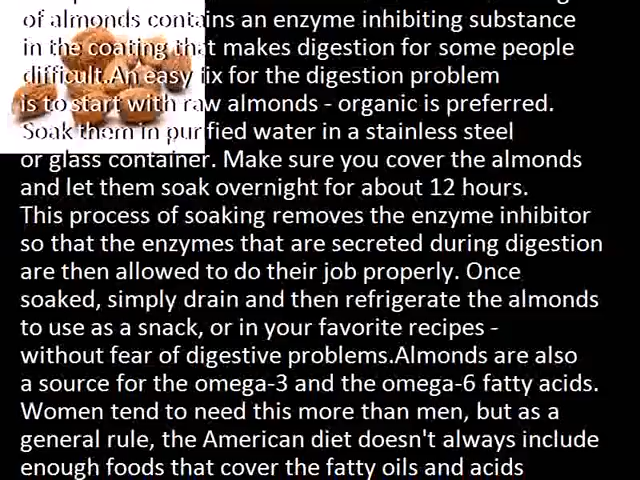 of almonds contains an enzyme inhibiting substance
in the coating that makes digestion for some people
difficult.An easy fix for the digestion problem
is to start with raw almonds - organic is preferred.
Soak them in purified water in a stainless steel
or glass container. Make sure you cover the almonds
and let them soak overnight for about 12 hours.
This process of soaking removes the enzyme inhibitor
so that the enzymes that are secreted during digestion
are then allowed to do their job properly. Once
soaked, simply drain and then refrigerate the almonds
to use as a snack, or in your favorite recipes -
without fear of digestive problems.Almonds are also
a source for the omega-3 and the omega-6 fatty acids.
Women tend to need this more than men, but as a
general rule, the American diet doesn't always include
enough foods that cover the fatty oils and acids